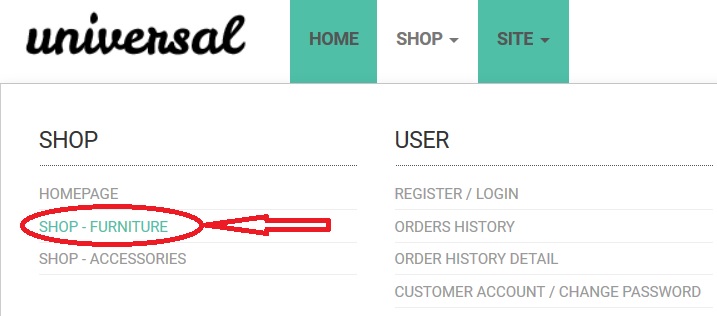 universal
HOME
SHOP
SITE
SHOP
HOMEPAGE
SHOP - FURNITURE
SHOP - ACCESSORIES
USER
REGISTER / LOGIN
ORDERS HISTORY
ORDER HISTORY DETAIL
CUSTOMER ACCOUNT / CHANGE PASSWORD